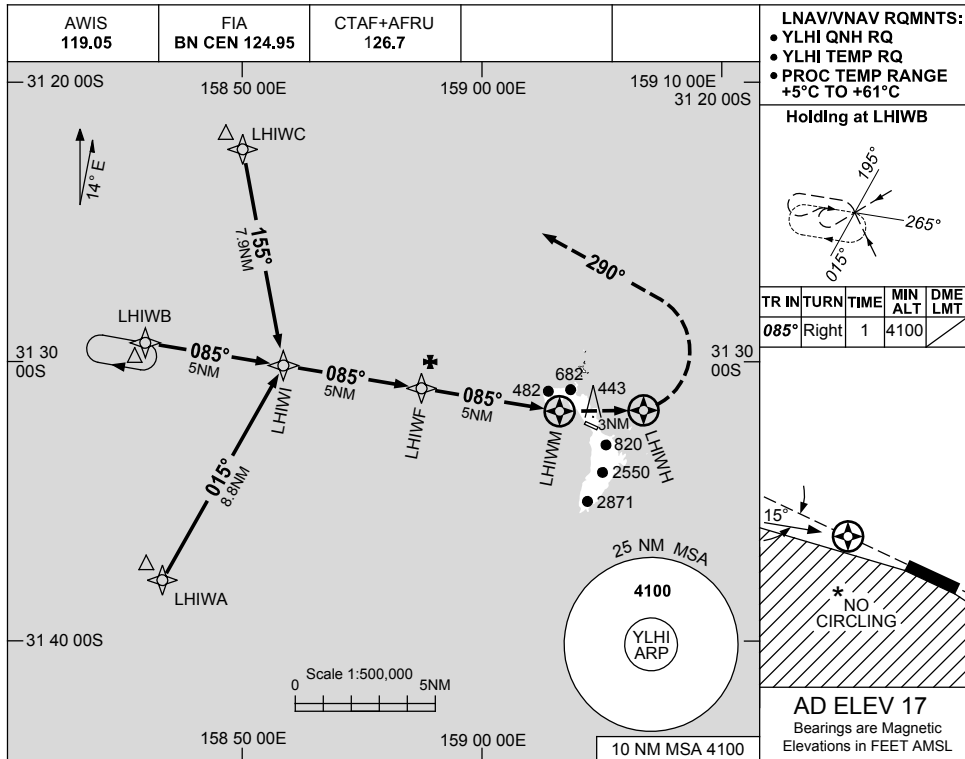 AWIS
119.05
FIA
BN CEN 124.95
CTAF+AFRU
126.7
LNAV/VNAV RQMNTS:
• YLHI QNH RQ
• YLHI TEMP RQ
• PROC TEMP RANGE
+5°C TO +61°C
31 20 00S
158 50 00E
159 00 00E
159 10 00E
31 20 00S
14° E
LHIWC
155°
7.9NM
290°
LHIWB
085°
5NM
LHIWI
085°
5NM
LHIWF
085°
5NM
31 30
00S
31 30
00S
482
682
443
LHIWM
3NM
LHIWH
820
2550
2871
015°
8.8NM
LHIWA
25 NM MSA
4100
YLHI
ARP
31 40 00S
Scale 1:500,000
0
5NM
158 50 00E
159 00 00E
10 NM MSA 4100
Holding at LHIWB
195°
265°
015°
TR IN
TURN
TIME
MIN
ALT
DME
LMT
085°
Right
1
4100
15°
* NO
CIRCLING
AD ELEV 17
Bearings are Magnetic
Elevations in FEET AMSL